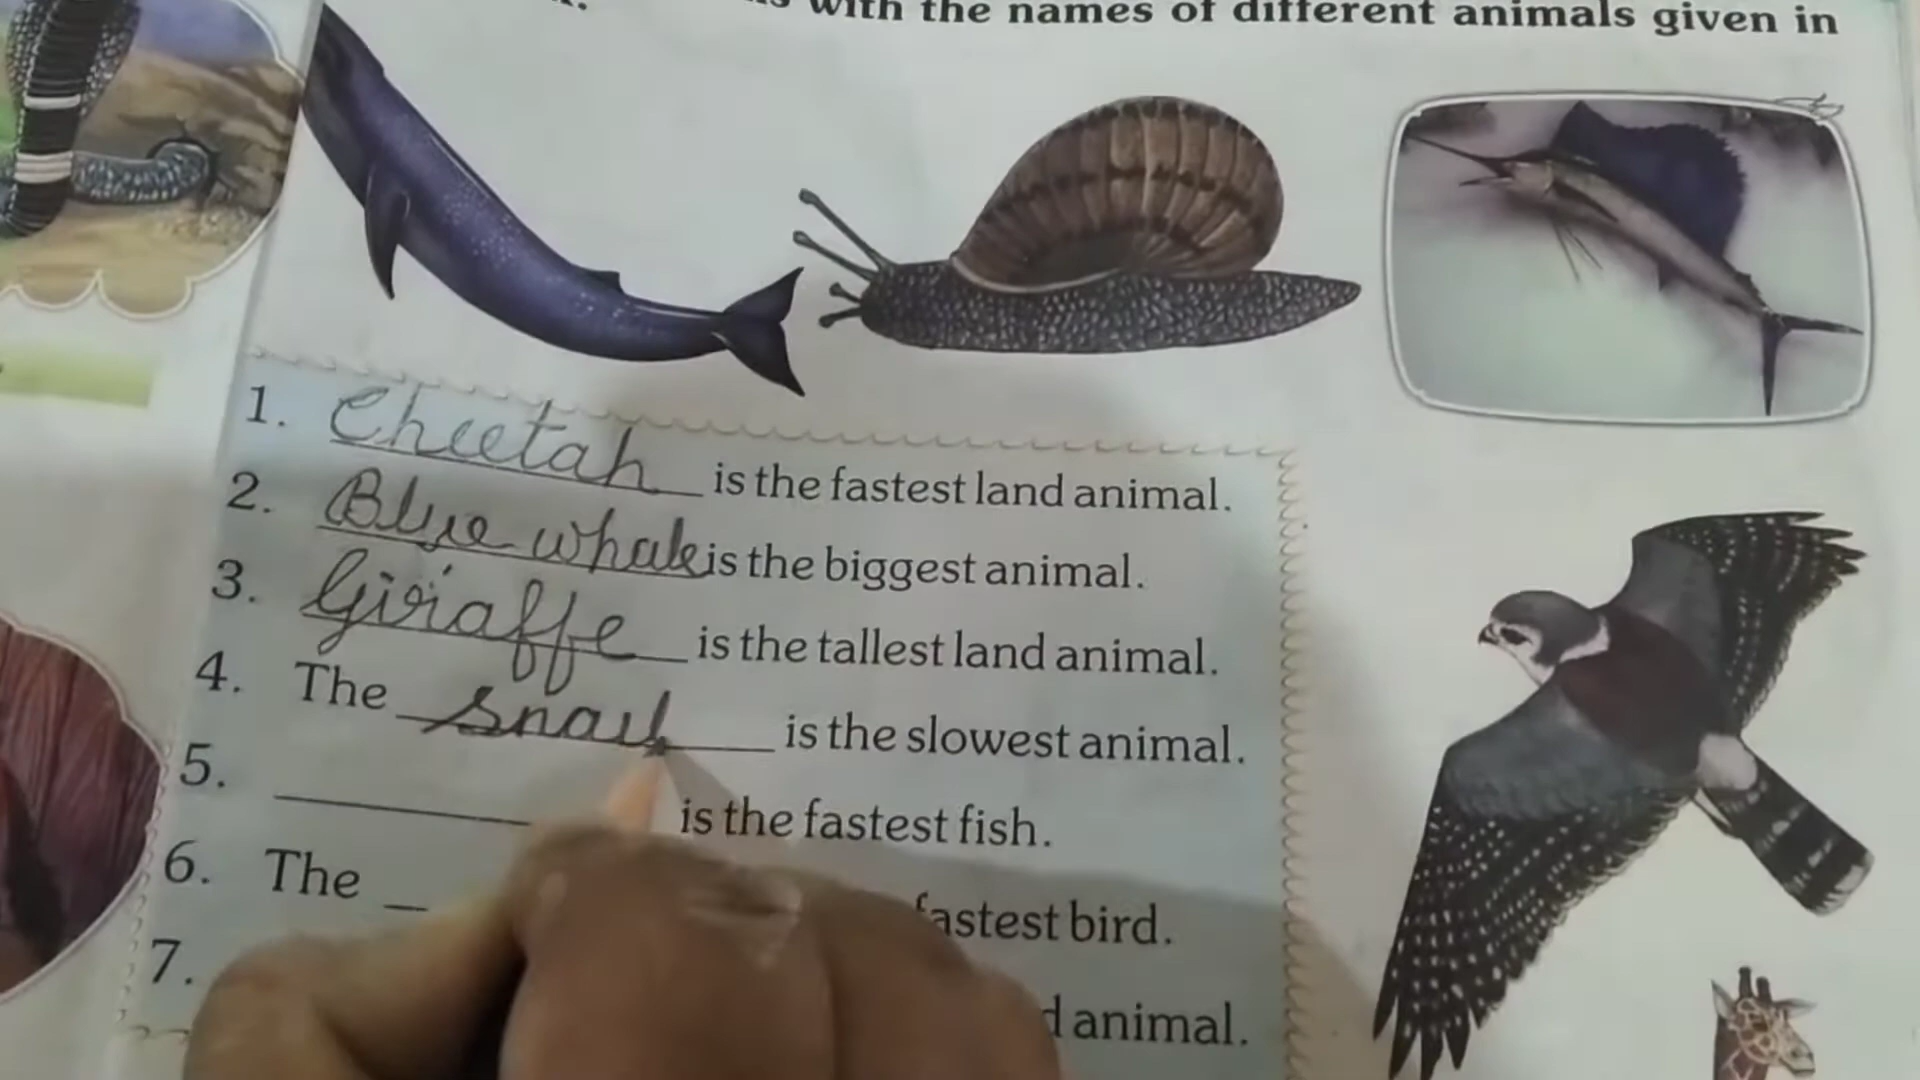 with the names of different animals given in
1. Cheetah is the fastest land animal.
2. Blue whale is the biggest animal.
3. Giraffe is the tallest land animal.
4. The snail is the slowest animal.
5. ____ is the fastest fish.
6. The _ fastest bird.
7. animal.